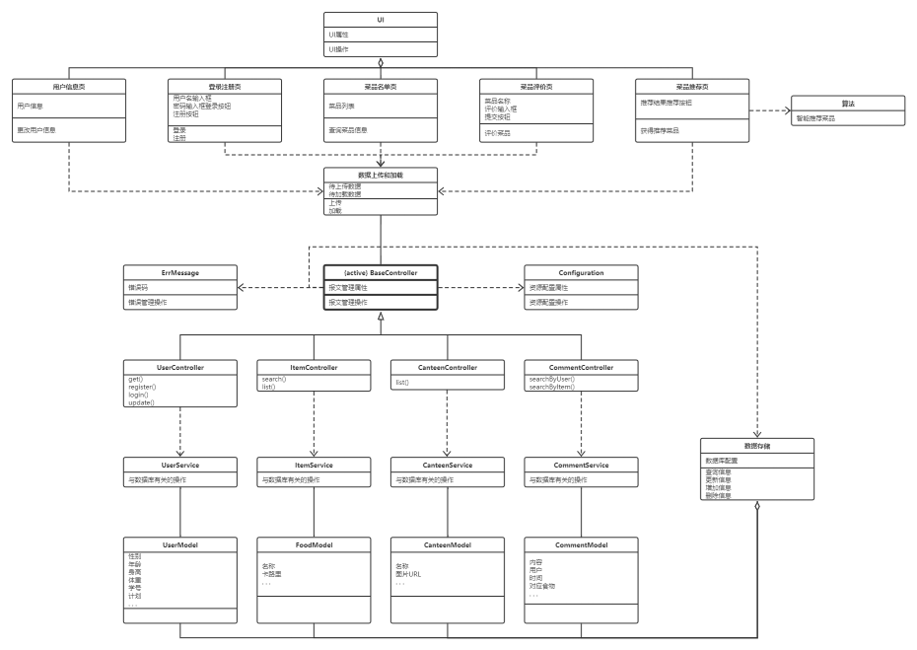 UI
UI属性
UI操作
用户信息页
用户信息
更改用户信息
登录注册页
用户名输入框
密码输入框登录按钮
注册按钮
登录
注册
菜品名单页
菜品列表
查询菜品信息
菜品评价页
菜品名称
评价输入框
提交按钮
评价菜品
菜品推荐页
推荐结果推荐按钮
获得推荐菜品
算法
智能推荐菜品
数据上传和加载
待上传数据
待加载数据
上传
加载
ErrMessage
错误码
错误管理操作
(active) BaseController
报文管理属性
报文管理操作
Configuration
资源配置属性
资源配置操作
UserController
get()
register()
login()
update()
ItemController
search()
list()
CanteenController
list()
CommentController
searchByUser()
searchByItem()
UserService
与数据库有关的操作
ItemService
与数据库有关的操作
CanteenService
与数据库有关的操作
CommentService
与数据库有关的操作
数据存储
数据库配置
查询信息
更新信息
增加信息
删除信息
UserModel
性别
年龄
身高
体重
学号
计划
...
FoodModel
名称
卡路里
...
CanteenModel
名称
图片URL
...
CommentModel
内容
用户
时间
对应食物
...